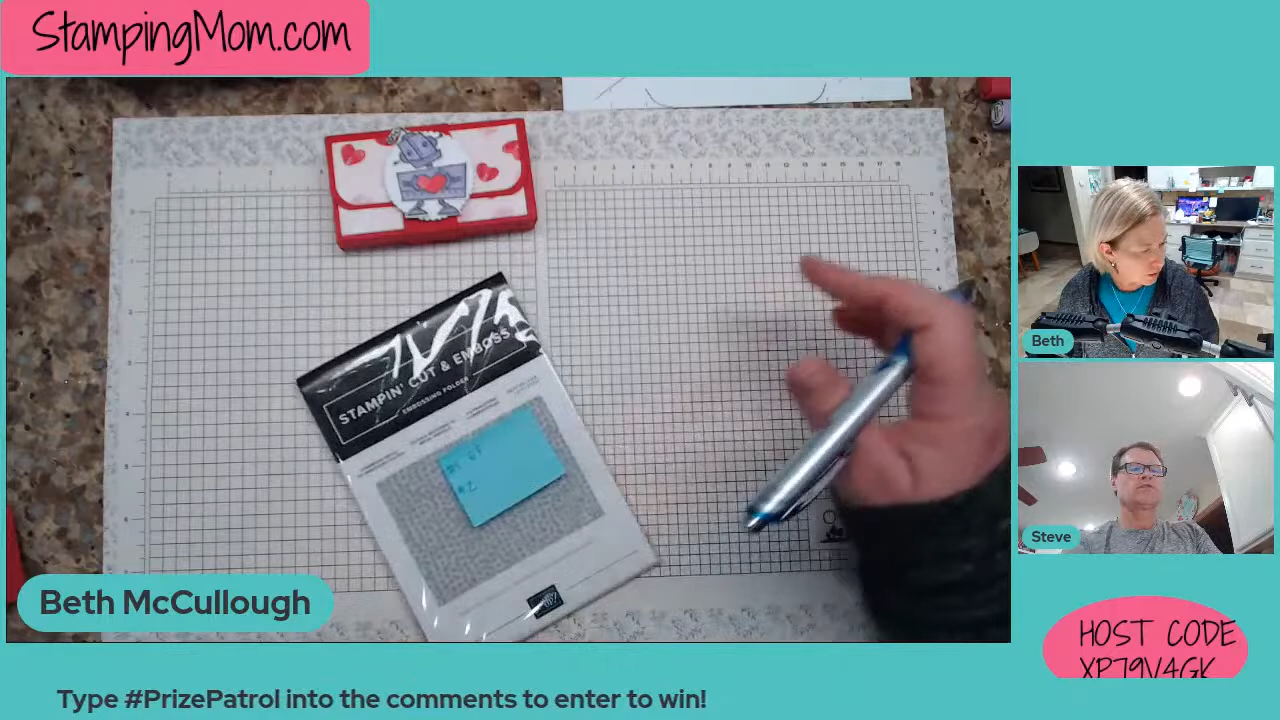 StampingMom.com
STAMPIN' CUT & EMBOSS
EMBOSSING FOLDER
Beth
Steve
Beth McCullough
HOST CODE
XP79V4GK
Type #PrizePatrol into the comments to enter to win!